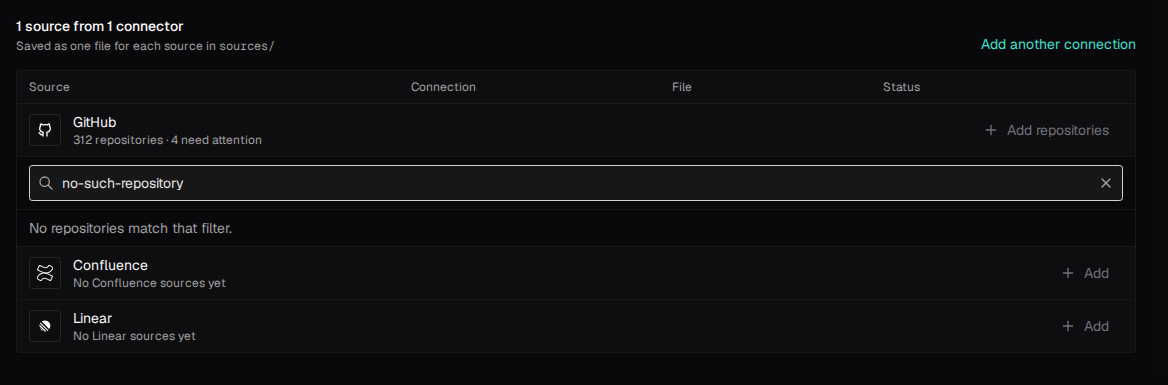 1 source from 1 connector
Saved as one file for each source in sources/
Add another connection
Source Connection File Status
GitHub
312 repositories · 4 need attention
+ Add repositories
no-such-repository
No repositories match that filter.
Confluence
No Confluence sources yet
+ Add
Linear
No Linear sources yet
+ Add